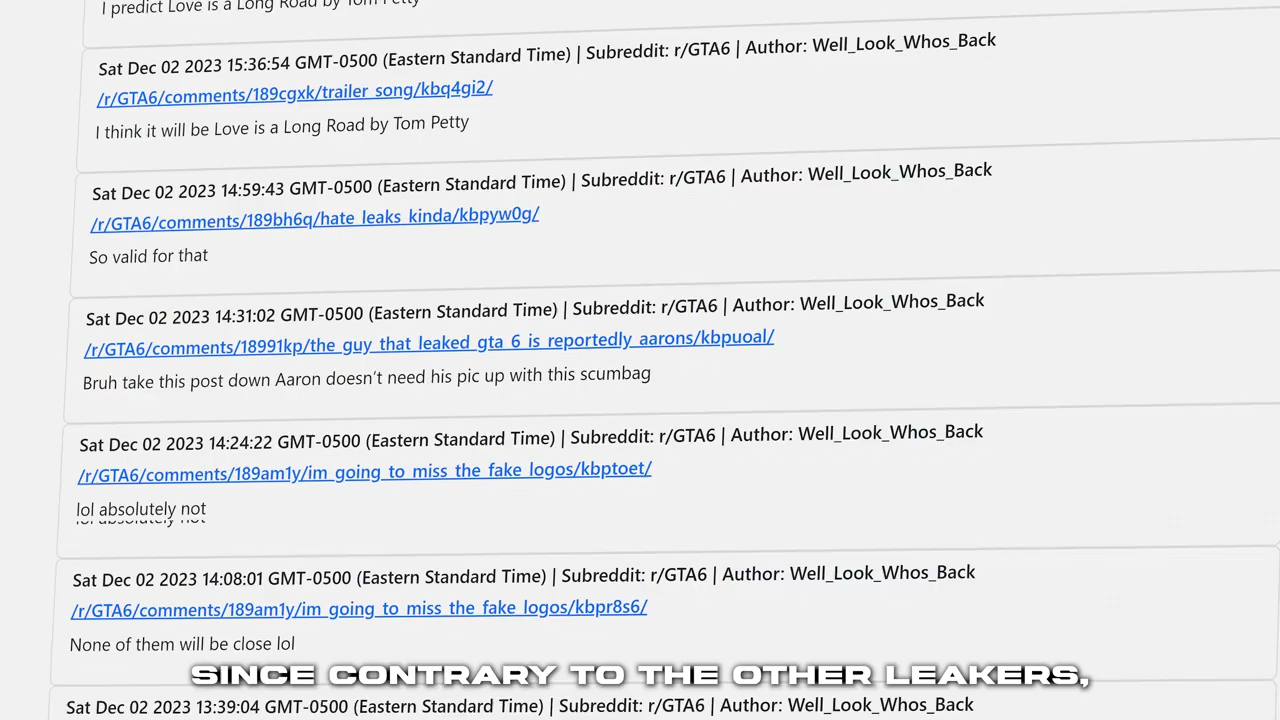 I predict Love is a Long Road by Tom Petty
Sat Dec 02 2023 15:36:54 GMT-0500 (Eastern Standard Time) | Subreddit: r/GTA6 | Author: Well_Look_Whos_Back
/r/GTA6/comments/189cgxk/trailer_song/kbq4gi2/
I think it will be Love is a Long Road by Tom Petty
Sat Dec 02 2023 14:59:43 GMT-0500 (Eastern Standard Time) | Subreddit: r/GTA6 | Author: Well_Look_Whos_Back
/r/GTA6/comments/189bh6q/hate_leaks_kinda/kbpyw0g/
So valid for that
Sat Dec 02 2023 14:31:02 GMT-0500 (Eastern Standard Time) | Subreddit: r/GTA6 | Author: Well_Look_Whos_Back
/r/GTA6/comments/18991kp/the_guy_that_leaked_gta_6_is_reportedly_aarons/kbpuoal/
Bruh take this post down Aaron doesn't need his pic up with this scumbag
Sat Dec 02 2023 14:24:22 GMT-0500 (Eastern Standard Time) | Subreddit: r/GTA6 | Author: Well_Look_Whos_Back
/r/GTA6/comments/189am1y/im_going_to_miss_the_fake_logos/kbptoet/
lol absolutely not
Sat Dec 02 2023 14:08:01 GMT-0500 (Eastern Standard Time) | Subreddit: r/GTA6 | Author: Well_Look_Whos_Back
/r/GTA6/comments/189am1y/im_going_to_miss_the_fake_logos/kbpr8s6/
None of them will be close lol
SINCE CONTRARY TO THE OTHER LEAKERS,
Sat Dec 02 2023 13:39:04 GMT-0500 (Eastern Standard Time) | Subreddit: r/GTA6 | Author: Well_Look_Whos_Back